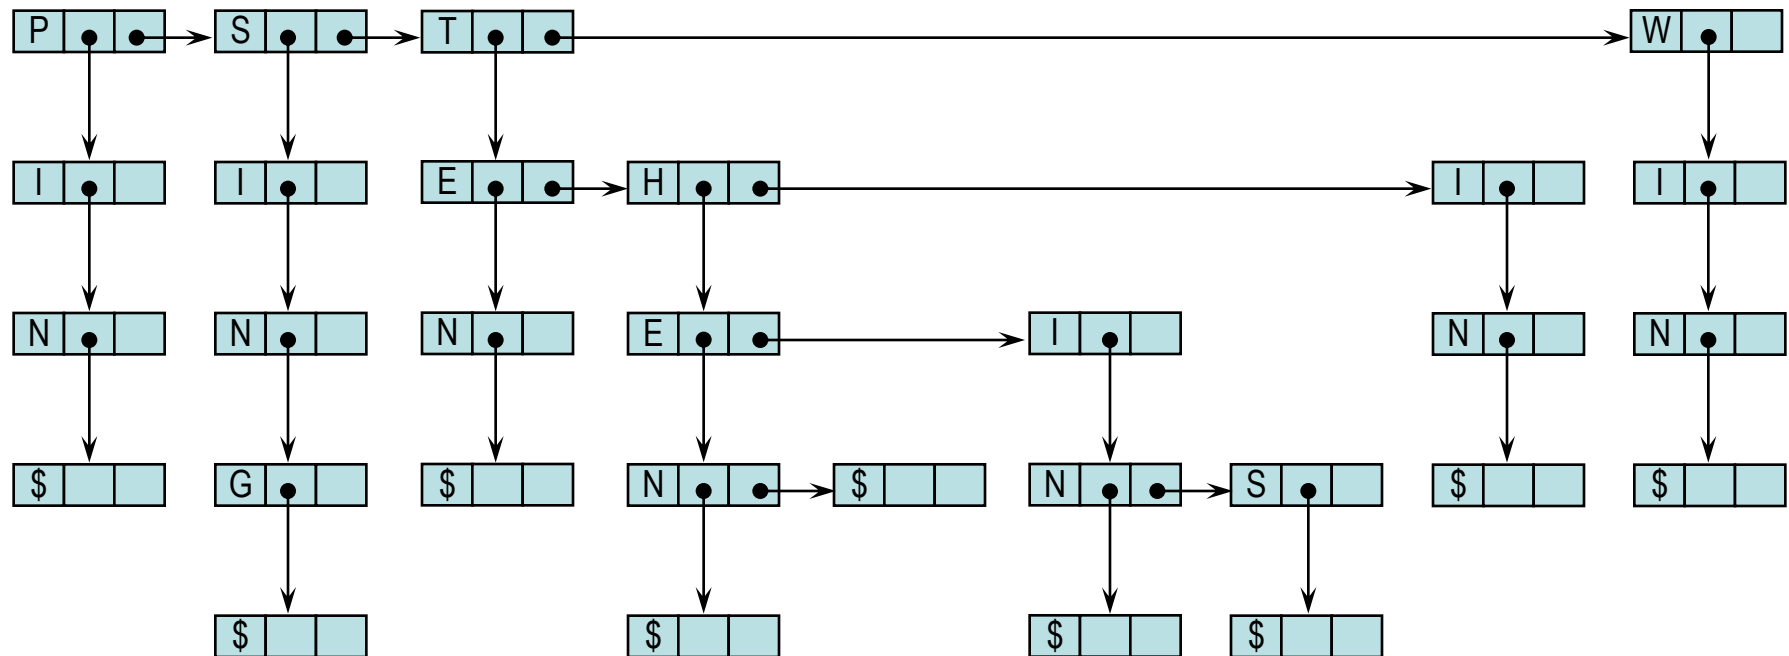 P S T W
I I E H I I
N N N E I N N
$ G $ N $ N S $ $
$ $ $ $